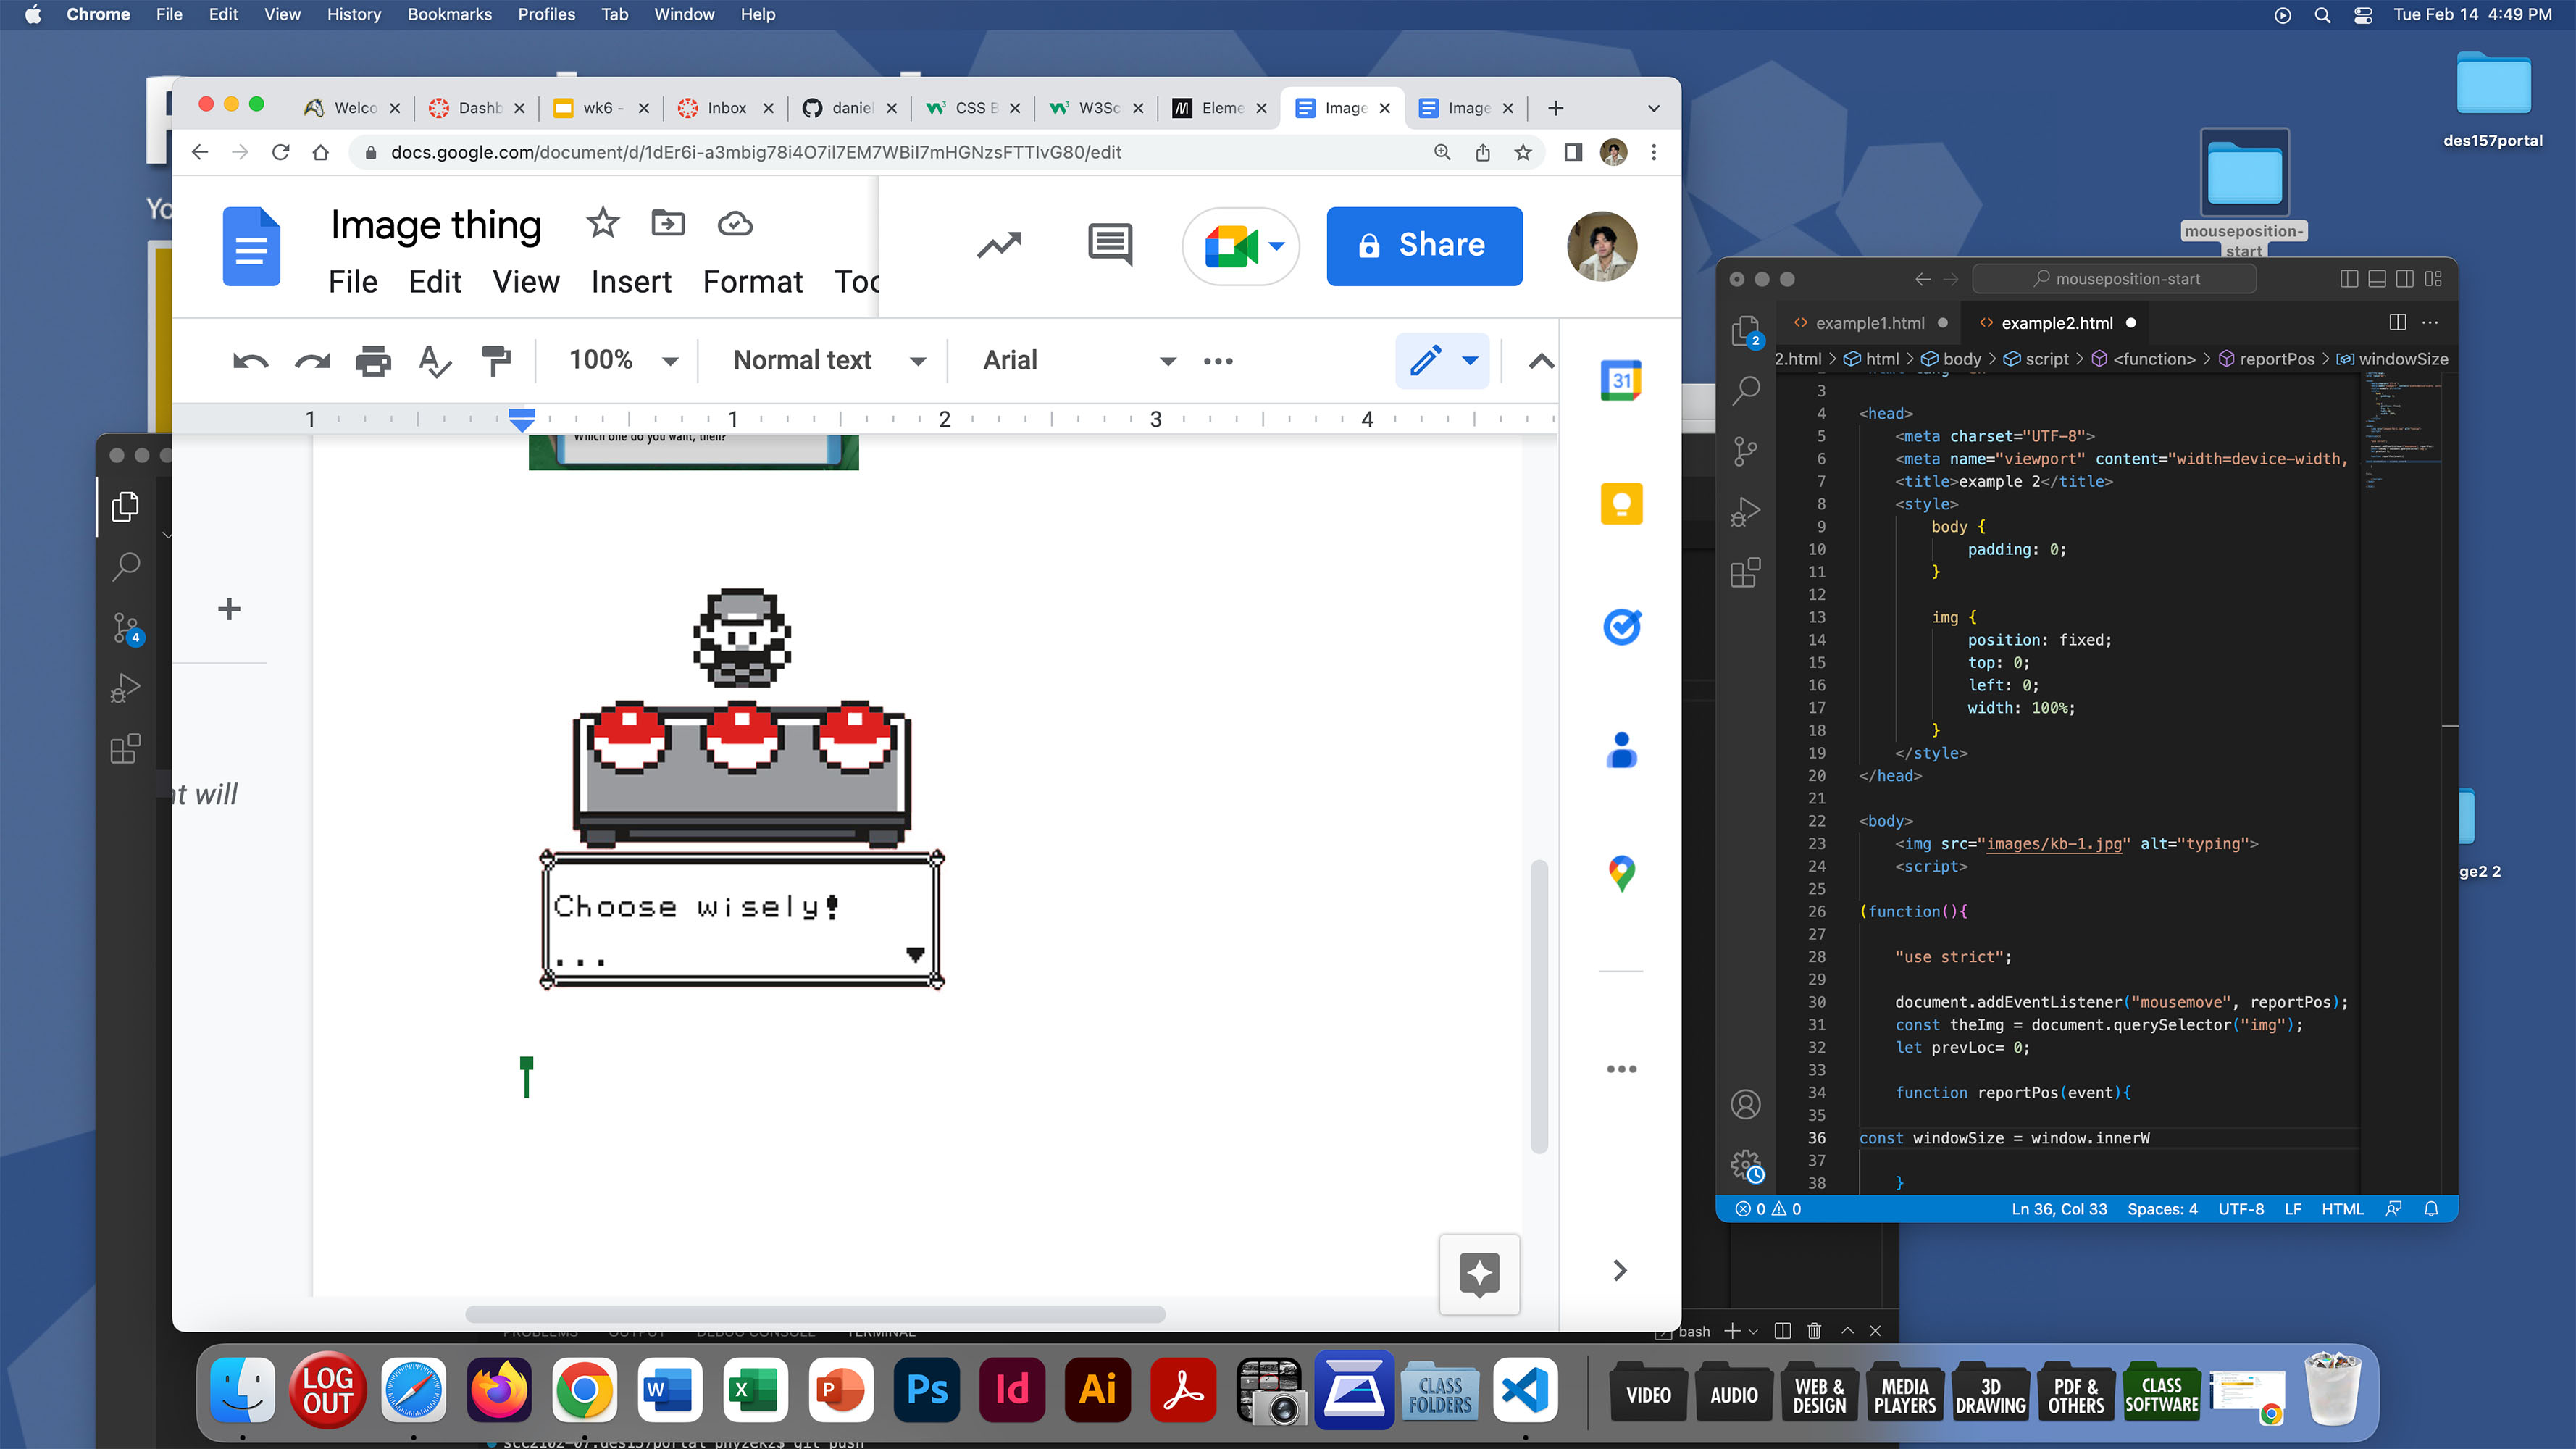 Chrome File Edit View History Bookmarks Profiles Tab Window Help
Tue Feb 14 4:49 PM
Welco
Dashb
wk6 -
Inbox
daniel
CSS B
W3Sc
Eleme
Image
Image
docs.google.com/document/d/1dEr6i-a3mbig78i4O7il7EM7WBiI7mHGNzsFTTIvG80/edit
Image thing
File Edit View Insert Format Too
Share
100% Normal text Arial
1 1 2 3 4
31
Which one do you want, then?
Choose wisely!
...
at will
4
Yo
des157portal
mouseposition-
start
ge2 2
mouseposition-start
example1.html
example2.html
2.html > html > body > script > <function> > reportPos > windowSize
2
3
4 <head>
5 <meta charset="UTF-8">
6 <meta name="viewport" content="width=device-width,
7 <title>example 2</title>
8 <style>
9 body {
10 padding: 0;
11 }
12
13 img {
14 position: fixed;
15 top: 0;
16 left: 0;
17 width: 100%;
18 }
19 </style>
20 </head>
21
22 <body>
23 <img src="images/kb-1.jpg" alt="typing">
24 <script>
25
26 (function(){
27
28 "use strict";
29
30 document.addEventListener("mousemove", reportPos);
31 const theImg = document.querySelector("img");
32 let prevLoc= 0;
33
34 function reportPos(event){
35
36 const windowSize = window.innerW
37
38 }
0 0 Ln 36, Col 33 Spaces: 4 UTF-8 LF HTML
PROBLEMS OUTPUT DEBUG CONSOLE TERMINAL
bash
LOG
OUT
W
X
P
Ps
Id
Ai
CLASS
FOLDERS
VIDEO
AUDIO
WEB &
DESIGN
MEDIA
PLAYERS
3D
DRAWING
PDF &
OTHERS
CLASS
SOFTWARE
scc2102-07:des157portal phyzekz$ git push